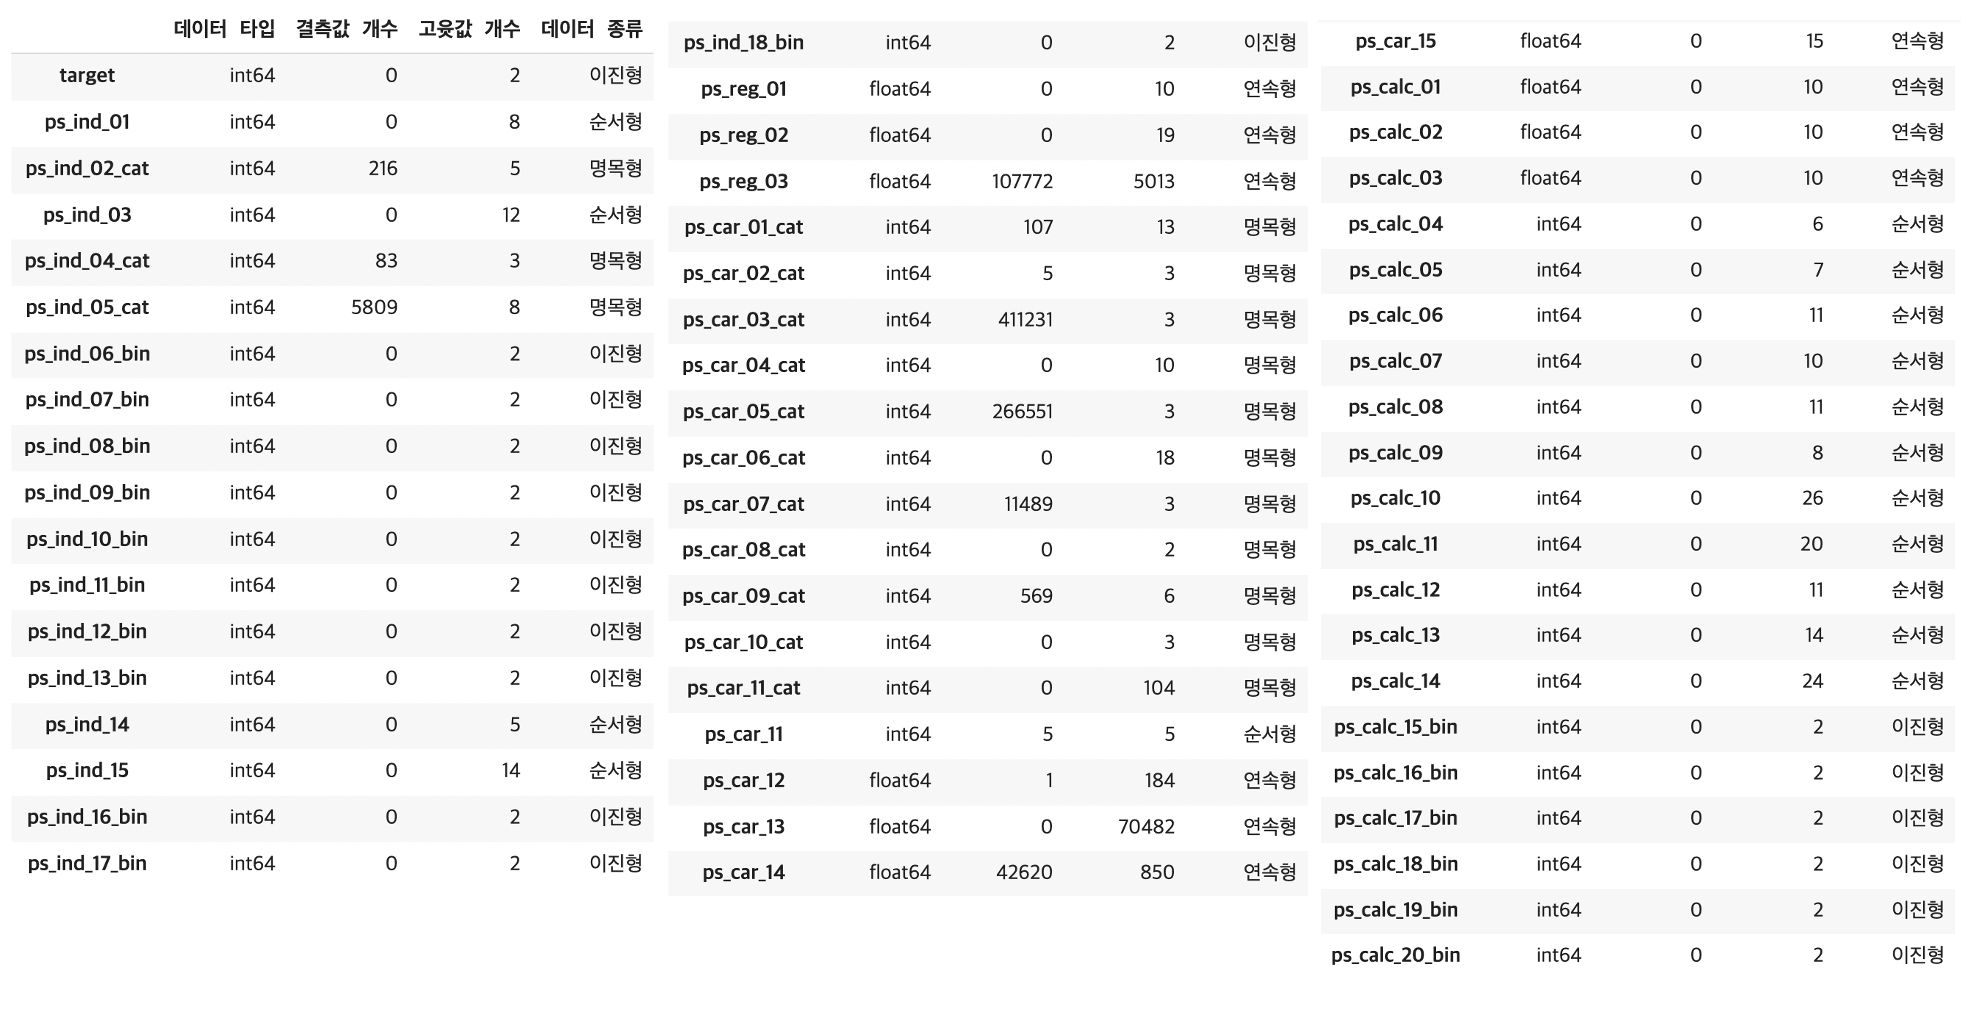 데이터 타입 결측값 개수 고윳값 개수 데이터 종류
target int64 0 2 이진형
ps_ind_01 int64 0 8 순서형
ps_ind_02_cat int64 216 5 명목형
ps_ind_03 int64 0 12 순서형
ps_ind_04_cat int64 83 3 명목형
ps_ind_05_cat int64 5809 8 명목형
ps_ind_06_bin int64 0 2 이진형
ps_ind_07_bin int64 0 2 이진형
ps_ind_08_bin int64 0 2 이진형
ps_ind_09_bin int64 0 2 이진형
ps_ind_10_bin int64 0 2 이진형
ps_ind_11_bin int64 0 2 이진형
ps_ind_12_bin int64 0 2 이진형
ps_ind_13_bin int64 0 2 이진형
ps_ind_14 int64 0 5 순서형
ps_ind_15 int64 0 14 순서형
ps_ind_16_bin int64 0 2 이진형
ps_ind_17_bin int64 0 2 이진형
ps_ind_18_bin int64 0 2 이진형
ps_reg_01 float64 0 10 연속형
ps_reg_02 float64 0 19 연속형
ps_reg_03 float64 107772 5013 연속형
ps_car_01_cat int64 107 13 명목형
ps_car_02_cat int64 5 3 명목형
ps_car_03_cat int64 411231 3 명목형
ps_car_04_cat int64 0 10 명목형
ps_car_05_cat int64 266551 3 명목형
ps_car_06_cat int64 0 18 명목형
ps_car_07_cat int64 11489 3 명목형
ps_car_08_cat int64 0 2 명목형
ps_car_09_cat int64 569 6 명목형
ps_car_10_cat int64 0 3 명목형
ps_car_11_cat int64 0 104 명목형
ps_car_11 int64 5 5 순서형
ps_car_12 float64 1 184 연속형
ps_car_13 float64 0 70482 연속형
ps_car_14 float64 42620 850 연속형
ps_car_15 float64 0 15 연속형
ps_calc_01 float64 0 10 연속형
ps_calc_02 float64 0 10 연속형
ps_calc_03 float64 0 10 연속형
ps_calc_04 int64 0 6 순서형
ps_calc_05 int64 0 7 순서형
ps_calc_06 int64 0 11 순서형
ps_calc_07 int64 0 10 순서형
ps_calc_08 int64 0 11 순서형
ps_calc_09 int64 0 8 순서형
ps_calc_10 int64 0 26 순서형
ps_calc_11 int64 0 20 순서형
ps_calc_12 int64 0 11 순서형
ps_calc_13 int64 0 14 순서형
ps_calc_14 int64 0 24 순서형
ps_calc_15_bin int64 0 2 이진형
ps_calc_16_bin int64 0 2 이진형
ps_calc_17_bin int64 0 2 이진형
ps_calc_18_bin int64 0 2 이진형
ps_calc_19_bin int64 0 2 이진형
ps_calc_20_bin int64 0 2 이진형